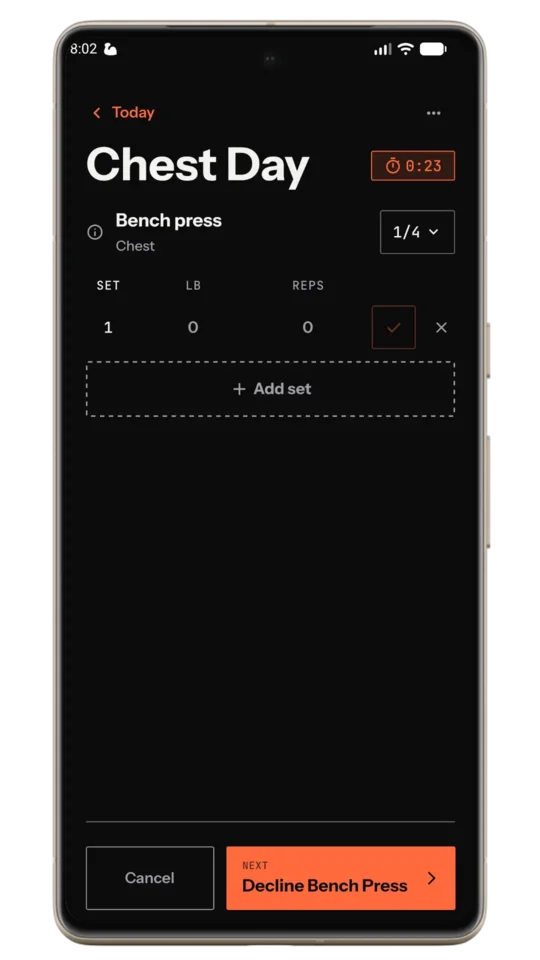 8:02
Today
Chest Day
0:23
Bench press
Chest
1/4
SET LB REPS
1 0 0
+ Add set
Cancel
NEXT
Decline Bench Press